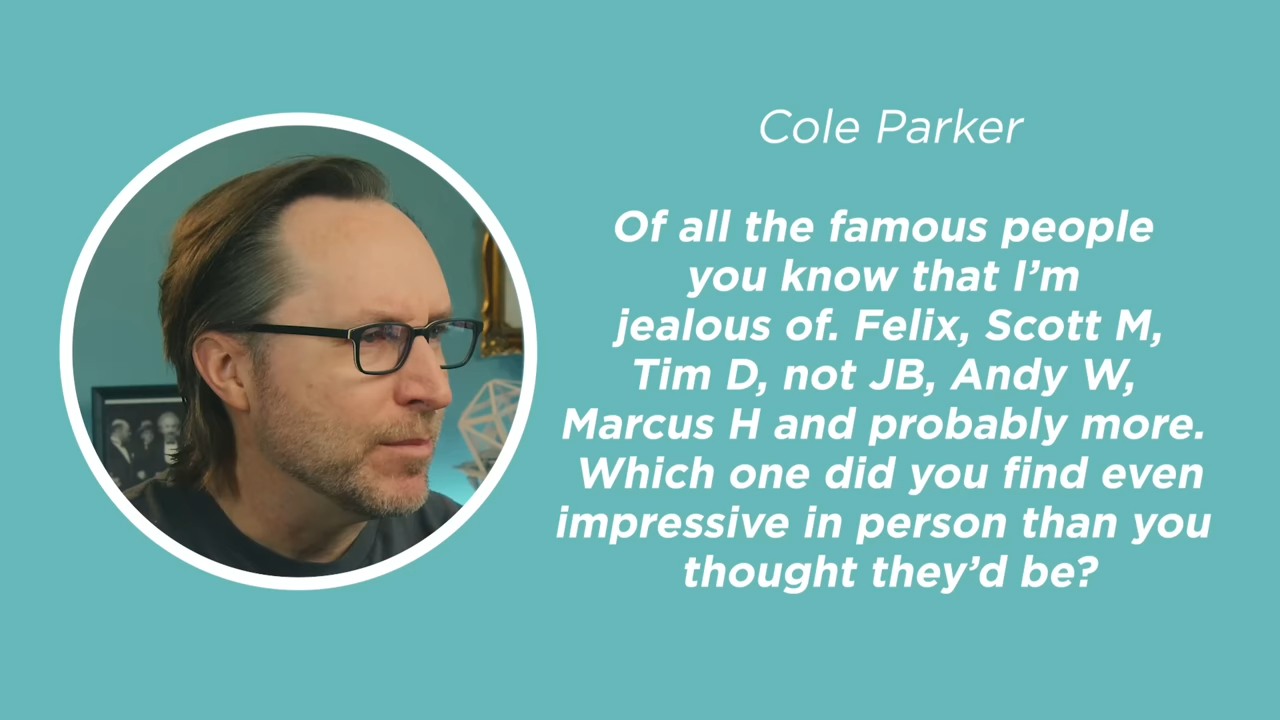 Cole Parker
Of all the famous people
you know that I’m
jealous of. Felix, Scott M,
Tim D, not JB, Andy W,
Marcus H and probably more.
Which one did you find even
impressive in person than you
thought they’d be?